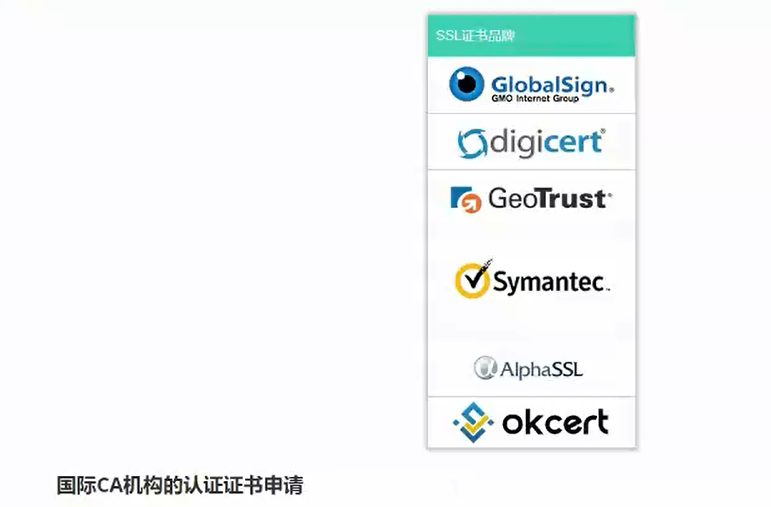 SSL证书品牌
GlobalSign®
GMO Internet Group
digicert®
GeoTrust®
Symantec™
AlphaSSL
okcert
国际CA机构的认证证书申请